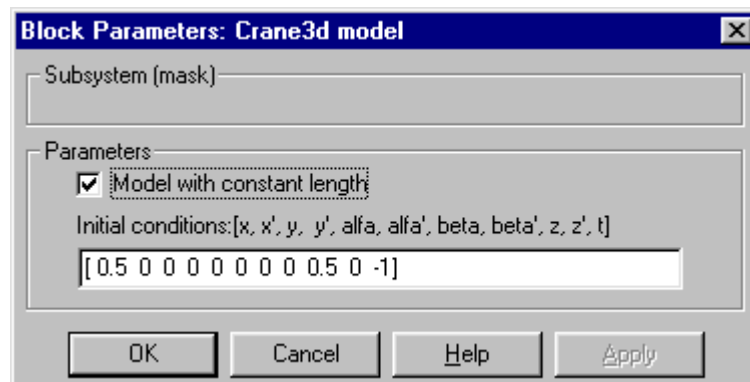 Block Parameters: Crane3d model
Subsystem (mask)
Parameters
Model with constant length
Initial conditions:[x, x', y, y', alfa, alfa', beta, beta', z, z', t]
[ 0.5 0 0 0 0 0 0 0 0.5 0 -1]
OK Cancel Help Apply